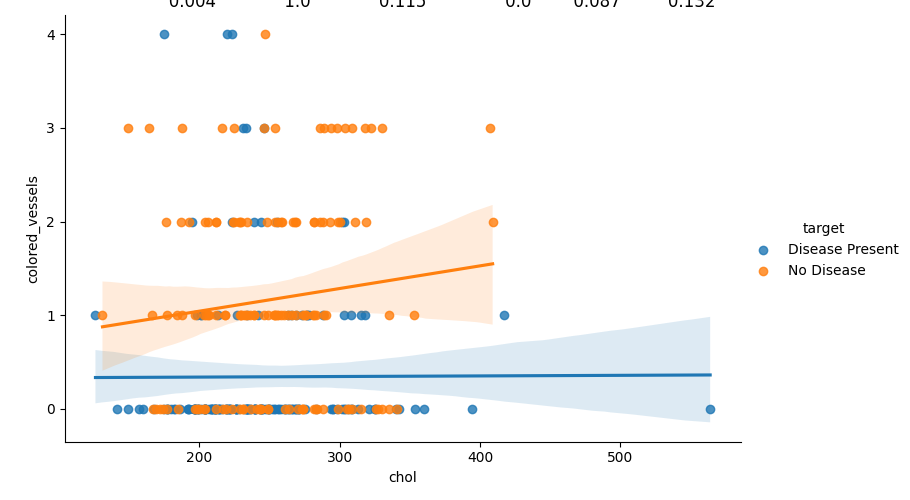 0.004 1.0 0.115 0.0 0.087 0.132
4
3
2
1
0
colored_vessels
200 300 400 500
chol
target
Disease Present
No Disease